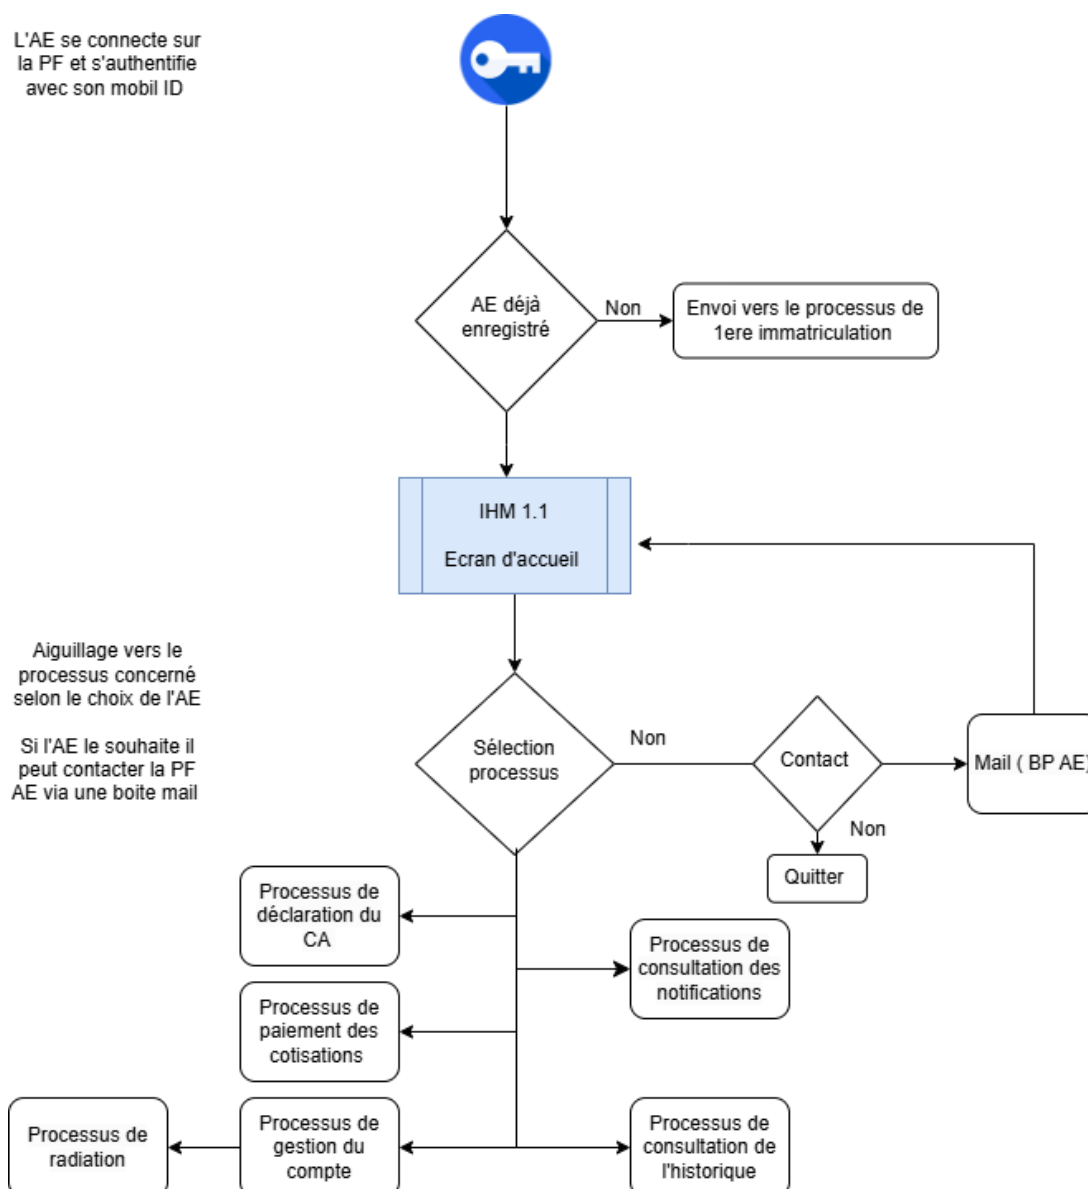 L'AE se connecte sur
la PF et s'authentifie
avec son mobil ID
AE déjà
enregistré
Non
Envoi vers le processus de
1ere immatriculation
IHM 1.1
Ecran d'accueil
Aiguillage vers le
processus concerné
selon le choix de l'AE
Si l'AE le souhaite il
peut contacter la PF
AE via une boite mail
Sélection
processus
Non
Contact
Mail ( BP AE)
Non
Quitter
Processus de
déclaration du
CA
Processus de
consultation des
notifications
Processus de
paiement des
cotisations
Processus de
radiation
Processus de
gestion du
compte
Processus de
consultation de
l'historique